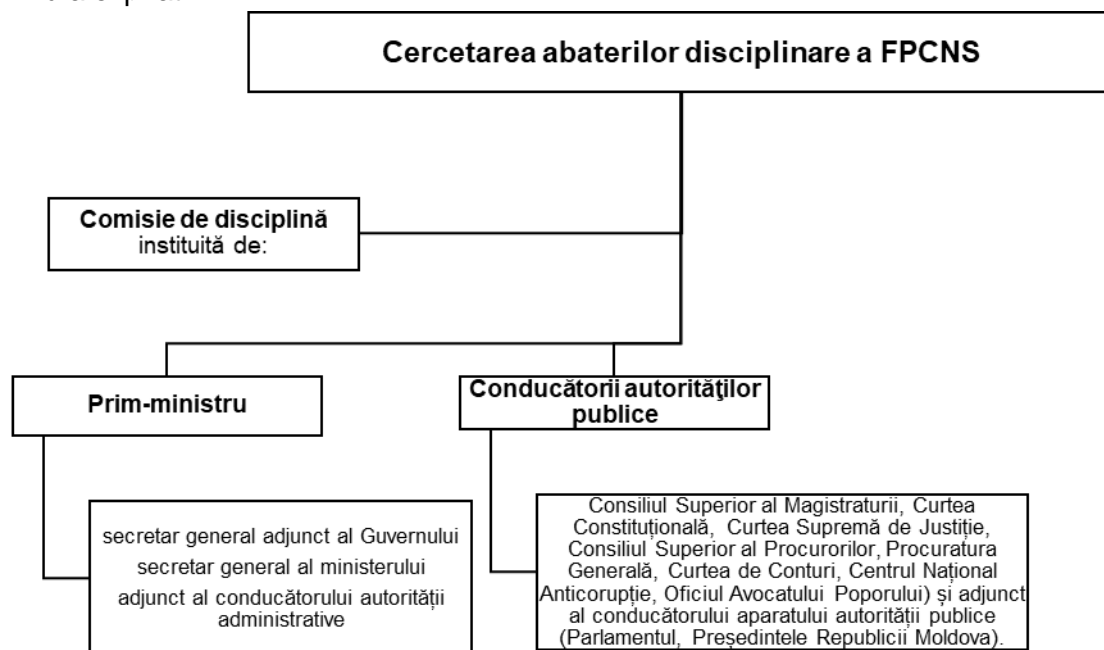 Cercetarea abaterilor disciplinare a FPCNS
Comisie de disciplină
instituită de:
Prim-ministru
Conducătorii autorităţilor
publice
secretar general adjunct al Guvernului
secretar general al ministerului
adjunct al conducătorului autorității
administrative
Consiliul Superior al Magistraturii, Curtea
Constituțională, Curtea Supremă de Justiție,
Consiliul Superior al Procurorilor, Procuratura
Generală, Curtea de Conturi, Centrul Național
Anticorupție, Oficiul Avocatului Poporului) și adjunct
al conducătorului aparatului autorității publice
(Parlamentul, Președintele Republicii Moldova).